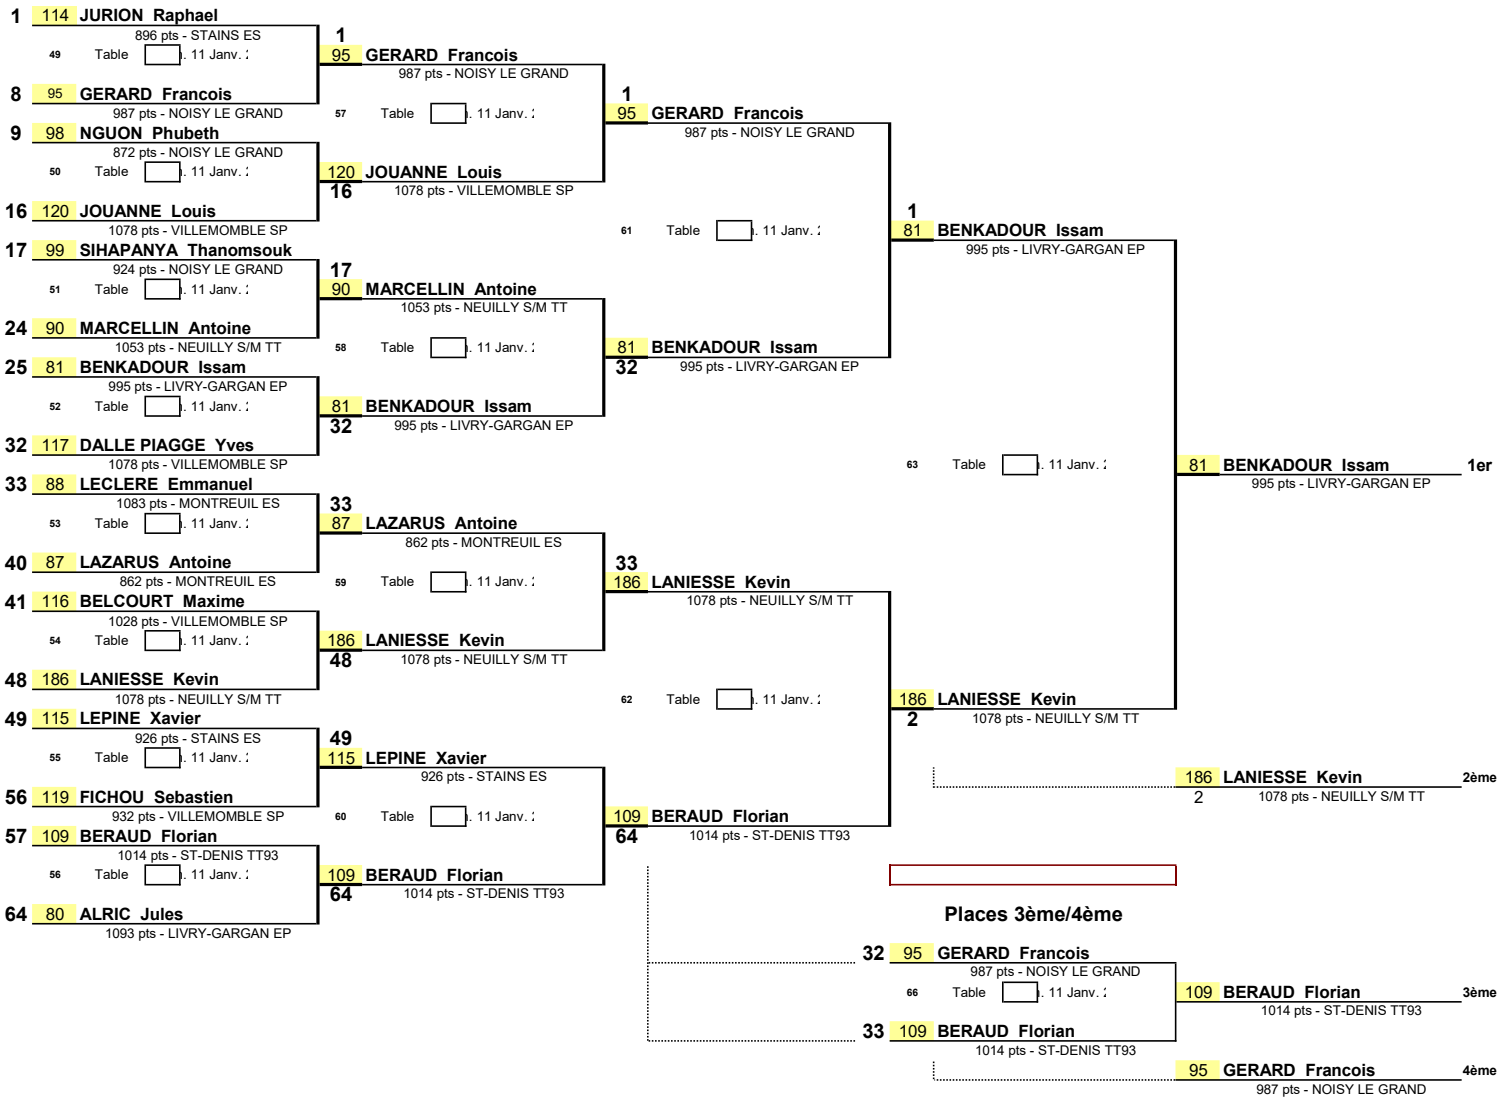 1 114 JURION Raphael
896 pts - STAINS ES
49 Table . 11 Janv.
8 95 GERARD Francois
987 pts - NOISY LE GRAND
9 98 NGUON Phubeth
872 pts - NOISY LE GRAND
50 Table . 11 Janv.
16 120 JOUANNE Louis
1078 pts - VILLEMOMBLE SP
17 99 SIHAPANYA Thanomsouk
924 pts - NOISY LE GRAND
51 Table . 11 Janv.
24 90 MARCELLIN Antoine
1053 pts - NEUILLY S/M TT
25 81 BENKADOUR Issam
995 pts - LIVRY-GARGAN EP
52 Table . 11 Janv.
32 117 DALLE PIAGGE Yves
1078 pts - VILLEMOMBLE SP
33 88 LECLERE Emmanuel
1083 pts - MONTREUIL ES
53 Table . 11 Janv.
40 87 LAZARUS Antoine
862 pts - MONTREUIL ES
41 116 BELCOURT Maxime
1028 pts - VILLEMOMBLE SP
54 Table . 11 Janv.
48 186 LANIESSE Kevin
1078 pts - NEUILLY S/M TT
49 115 LEPINE Xavier
926 pts - STAINS ES
55 Table . 11 Janv.
56 119 FICHOU Sebastien
932 pts - VILLEMOMBLE SP
57 109 BERAUD Florian
1014 pts - ST-DENIS TT93
56 Table . 11 Janv.
64 80 ALRIC Jules
1093 pts - LIVRY-GARGAN EP
1
95 GERARD Francois
987 pts - NOISY LE GRAND
57 Table . 11 Janv.
120 JOUANNE Louis
16 1078 pts - VILLEMOMBLE SP
17
90 MARCELLIN Antoine
1053 pts - NEUILLY S/M TT
58 Table . 11 Janv.
81 BENKADOUR Issam
32 995 pts - LIVRY-GARGAN EP
33
87 LAZARUS Antoine
862 pts - MONTREUIL ES
59 Table . 11 Janv.
186 LANIESSE Kevin
48 1078 pts - NEUILLY S/M TT
49
115 LEPINE Xavier
926 pts - STAINS ES
60 Table . 11 Janv.
109 BERAUD Florian
64 1014 pts - ST-DENIS TT93
1
95 GERARD Francois
987 pts - NOISY LE GRAND
61 Table . 11 Janv.
81 BENKADOUR Issam
32 995 pts - LIVRY-GARGAN EP
33
186 LANIESSE Kevin
1078 pts - NEUILLY S/M TT
62 Table . 11 Janv.
109 BERAUD Florian
64 1014 pts - ST-DENIS TT93
1
81 BENKADOUR Issam
995 pts - LIVRY-GARGAN EP
63 Table . 11 Janv.
186 LANIESSE Kevin
2 1078 pts - NEUILLY S/M TT
81 BENKADOUR Issam 1er
995 pts - LIVRY-GARGAN EP
186 LANIESSE Kevin 2ème
2 1078 pts - NEUILLY S/M TT
Places 3ème/4ème
32 95 GERARD Francois
987 pts - NOISY LE GRAND
66 Table . 11 Janv.
33 109 BERAUD Florian
1014 pts - ST-DENIS TT93
109 BERAUD Florian 3ème
1014 pts - ST-DENIS TT93
95 GERARD Francois 4ème
987 pts - NOISY LE GRAND